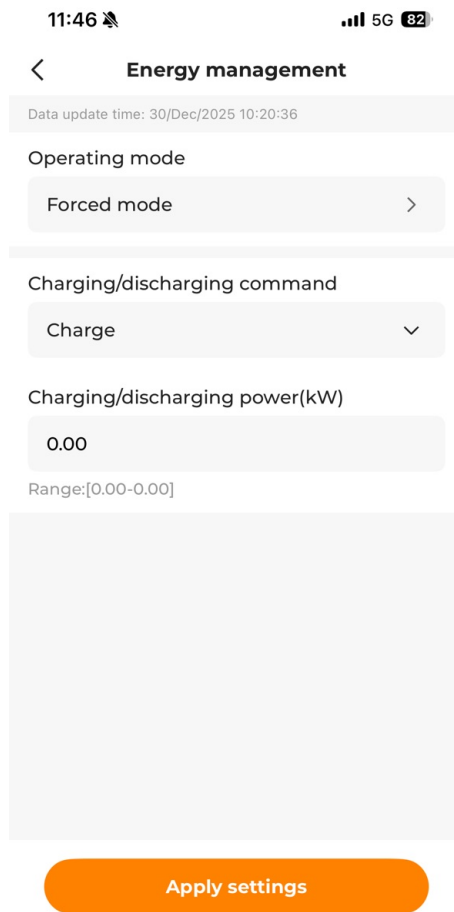 11:46 5G 82
Energy management
Data update time: 30/Dec/2025 10:20:36
Operating mode
Forced mode
Charging/discharging command
Charge
Charging/discharging power(kW)
0.00
Range:[0.00-0.00]
Apply settings